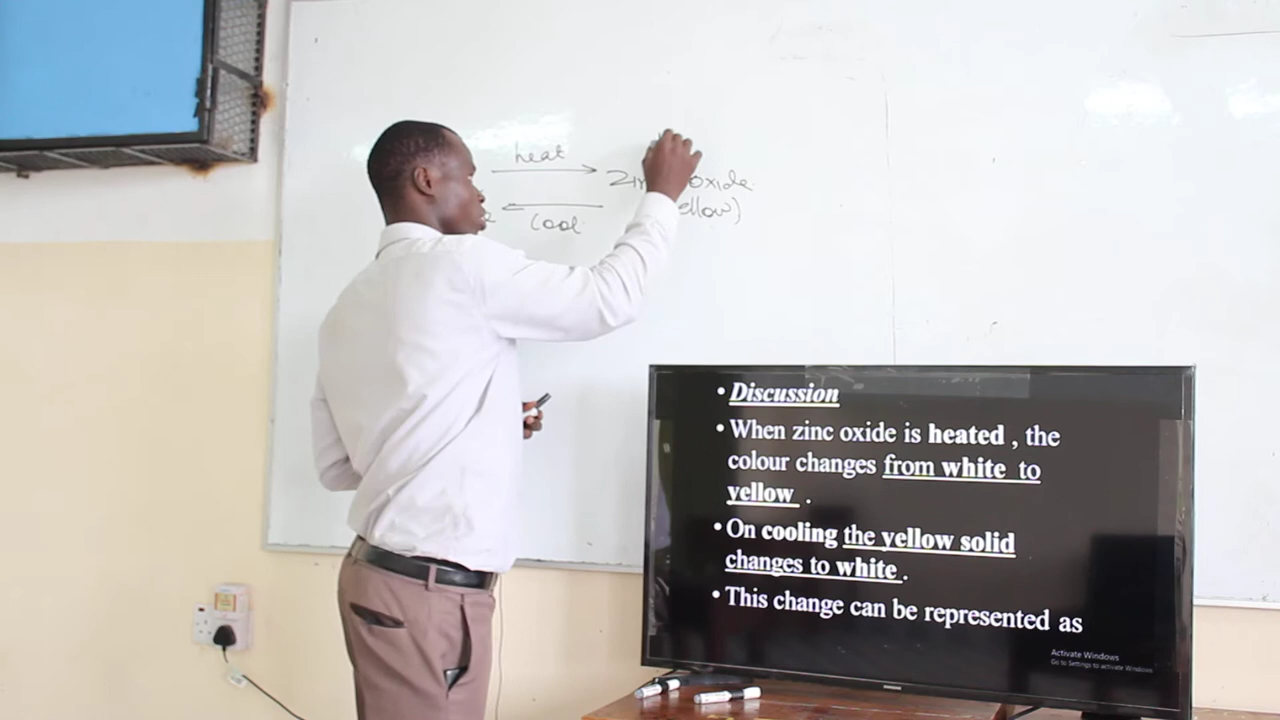 heat
oxide
cool
ellow)
• Discussion
• When zinc oxide is heated , the
colour changes from white to
yellow .
• On cooling the yellow solid
changes to white .
• This change can be represented as
Activate Windows
Go to Settings to activate Windows